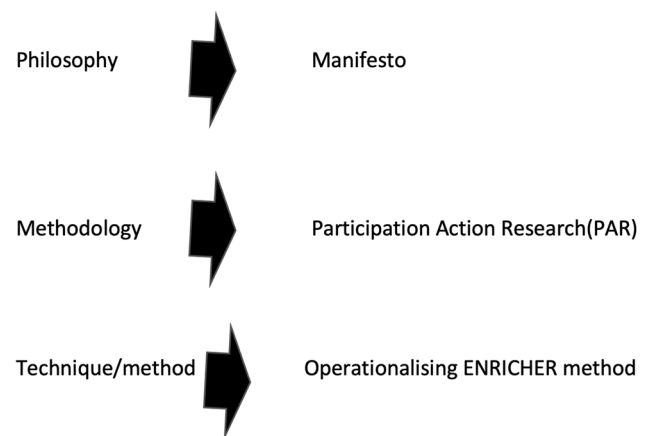 Philosophy
Manifesto
Methodology
Participation Action Research(PAR)
Technique/method
Operationalising ENRICHER method